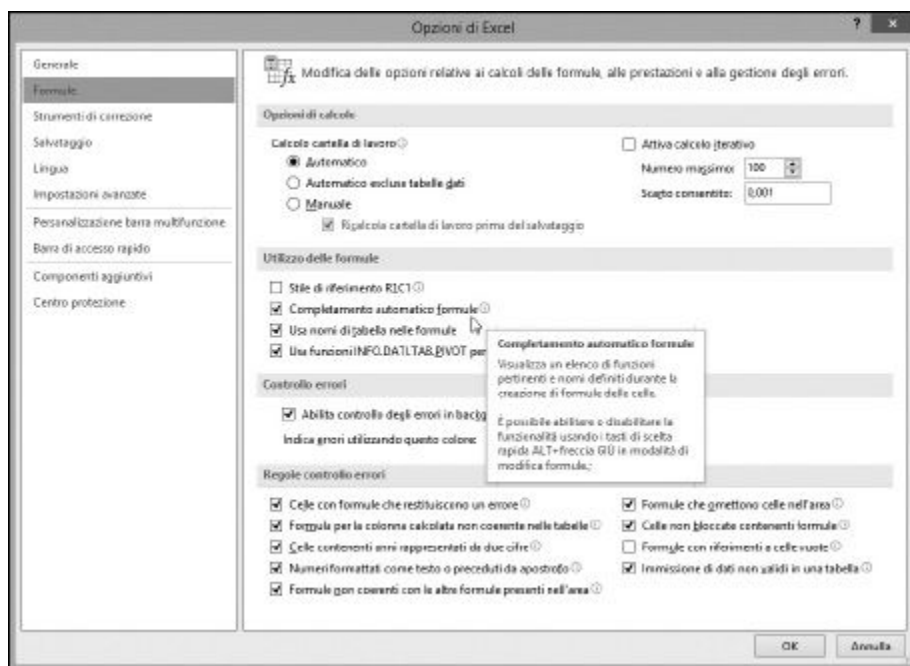 Opzioni di Excel
?
Generale
Formule
Strumenti di correzione
Salvataggio
Lingua
Impostazioni avanzate
Personalizzazione barra multifunzione
Barra di accesso rapido
Componenti aggiuntivi
Centro protezione
Modifica delle opzioni relative ai calcoli delle formule, alle prestazioni e alla gestione degli errori.
Opzioni di calcolo
Calcolo cartella di lavoro
Automatico
Automatico escluse tabelle dati
Manuale
Ricalcola cartella di lavoro prima del salvataggio
Attiva calcolo iterativo
Numero massimo: 100
Scarto consentito: 0,001
Utilizzo delle formule
Stile di riferimento R1C1
Completamento automatico formule
Usa nomi di tabella nelle formule
Usa funzioni INFO.DATI.TAB.PIVOT per
Completamento automatico formule
Visualizza un elenco di funzioni
pertinenti e nomi definiti durante la
creazione di formule delle celle.
È possibile abilitare o disabilitare la
funzionalità usando i tasti di scelta
rapida ALT+freccia GIÙ in modalità di
modifica formule.;
Controllo errori
Abilita controllo degli errori in backg
Indica errori utilizzando questo colore:
Regole controllo errori
Celle con formule che restituiscono un errore
Formula per la colonna calcolata non coerente nelle tabelle
Celle contenenti anni rappresentati da due cifre
Numeri formattati come testo o preceduti da apostrofo
Formule non coerenti con le altre formule presenti nell'area
Formule che omettono celle nell'area
Celle non bloccate contenenti formule
Formule con riferimenti a celle vuote
Immissione di dati non validi in una tabella
OK
Annulla